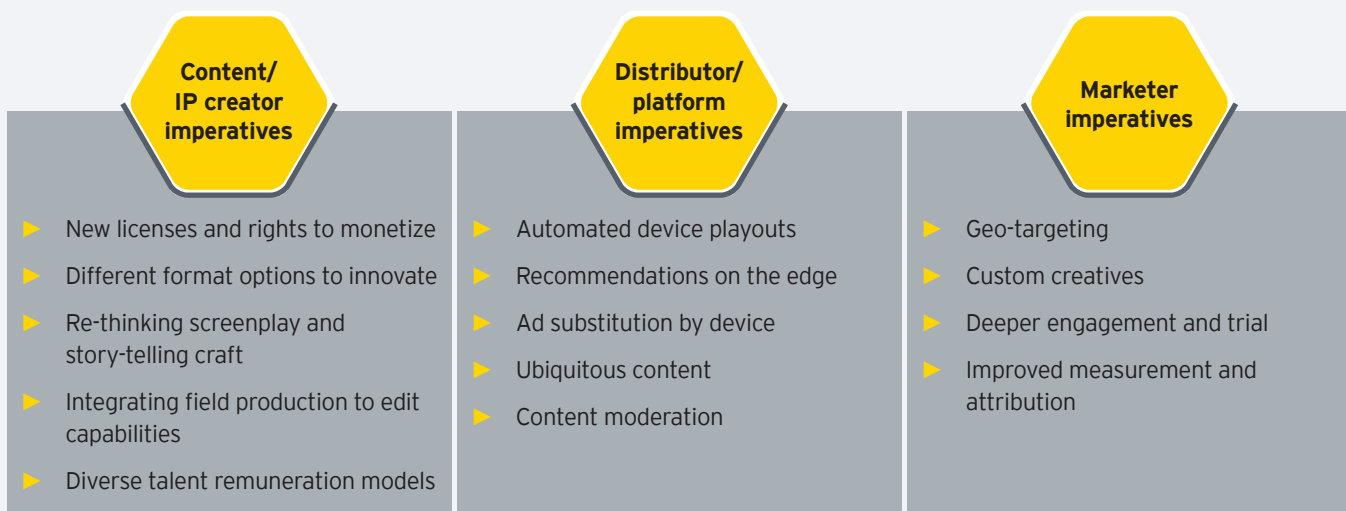 Content/
IP creator
imperatives
New licenses and rights to monetize
Different format options to innovate
Re-thinking screenplay and
story-telling craft
Integrating field production to edit
capabilities
Diverse talent remuneration models
Distributor/
platform
imperatives
Automated device playouts
Recommendations on the edge
Ad substitution by device
Ubiquitous content
Content moderation
Marketer
imperatives
Geo-targeting
Custom creatives
Deeper engagement and trial
Improved measurement and
attribution